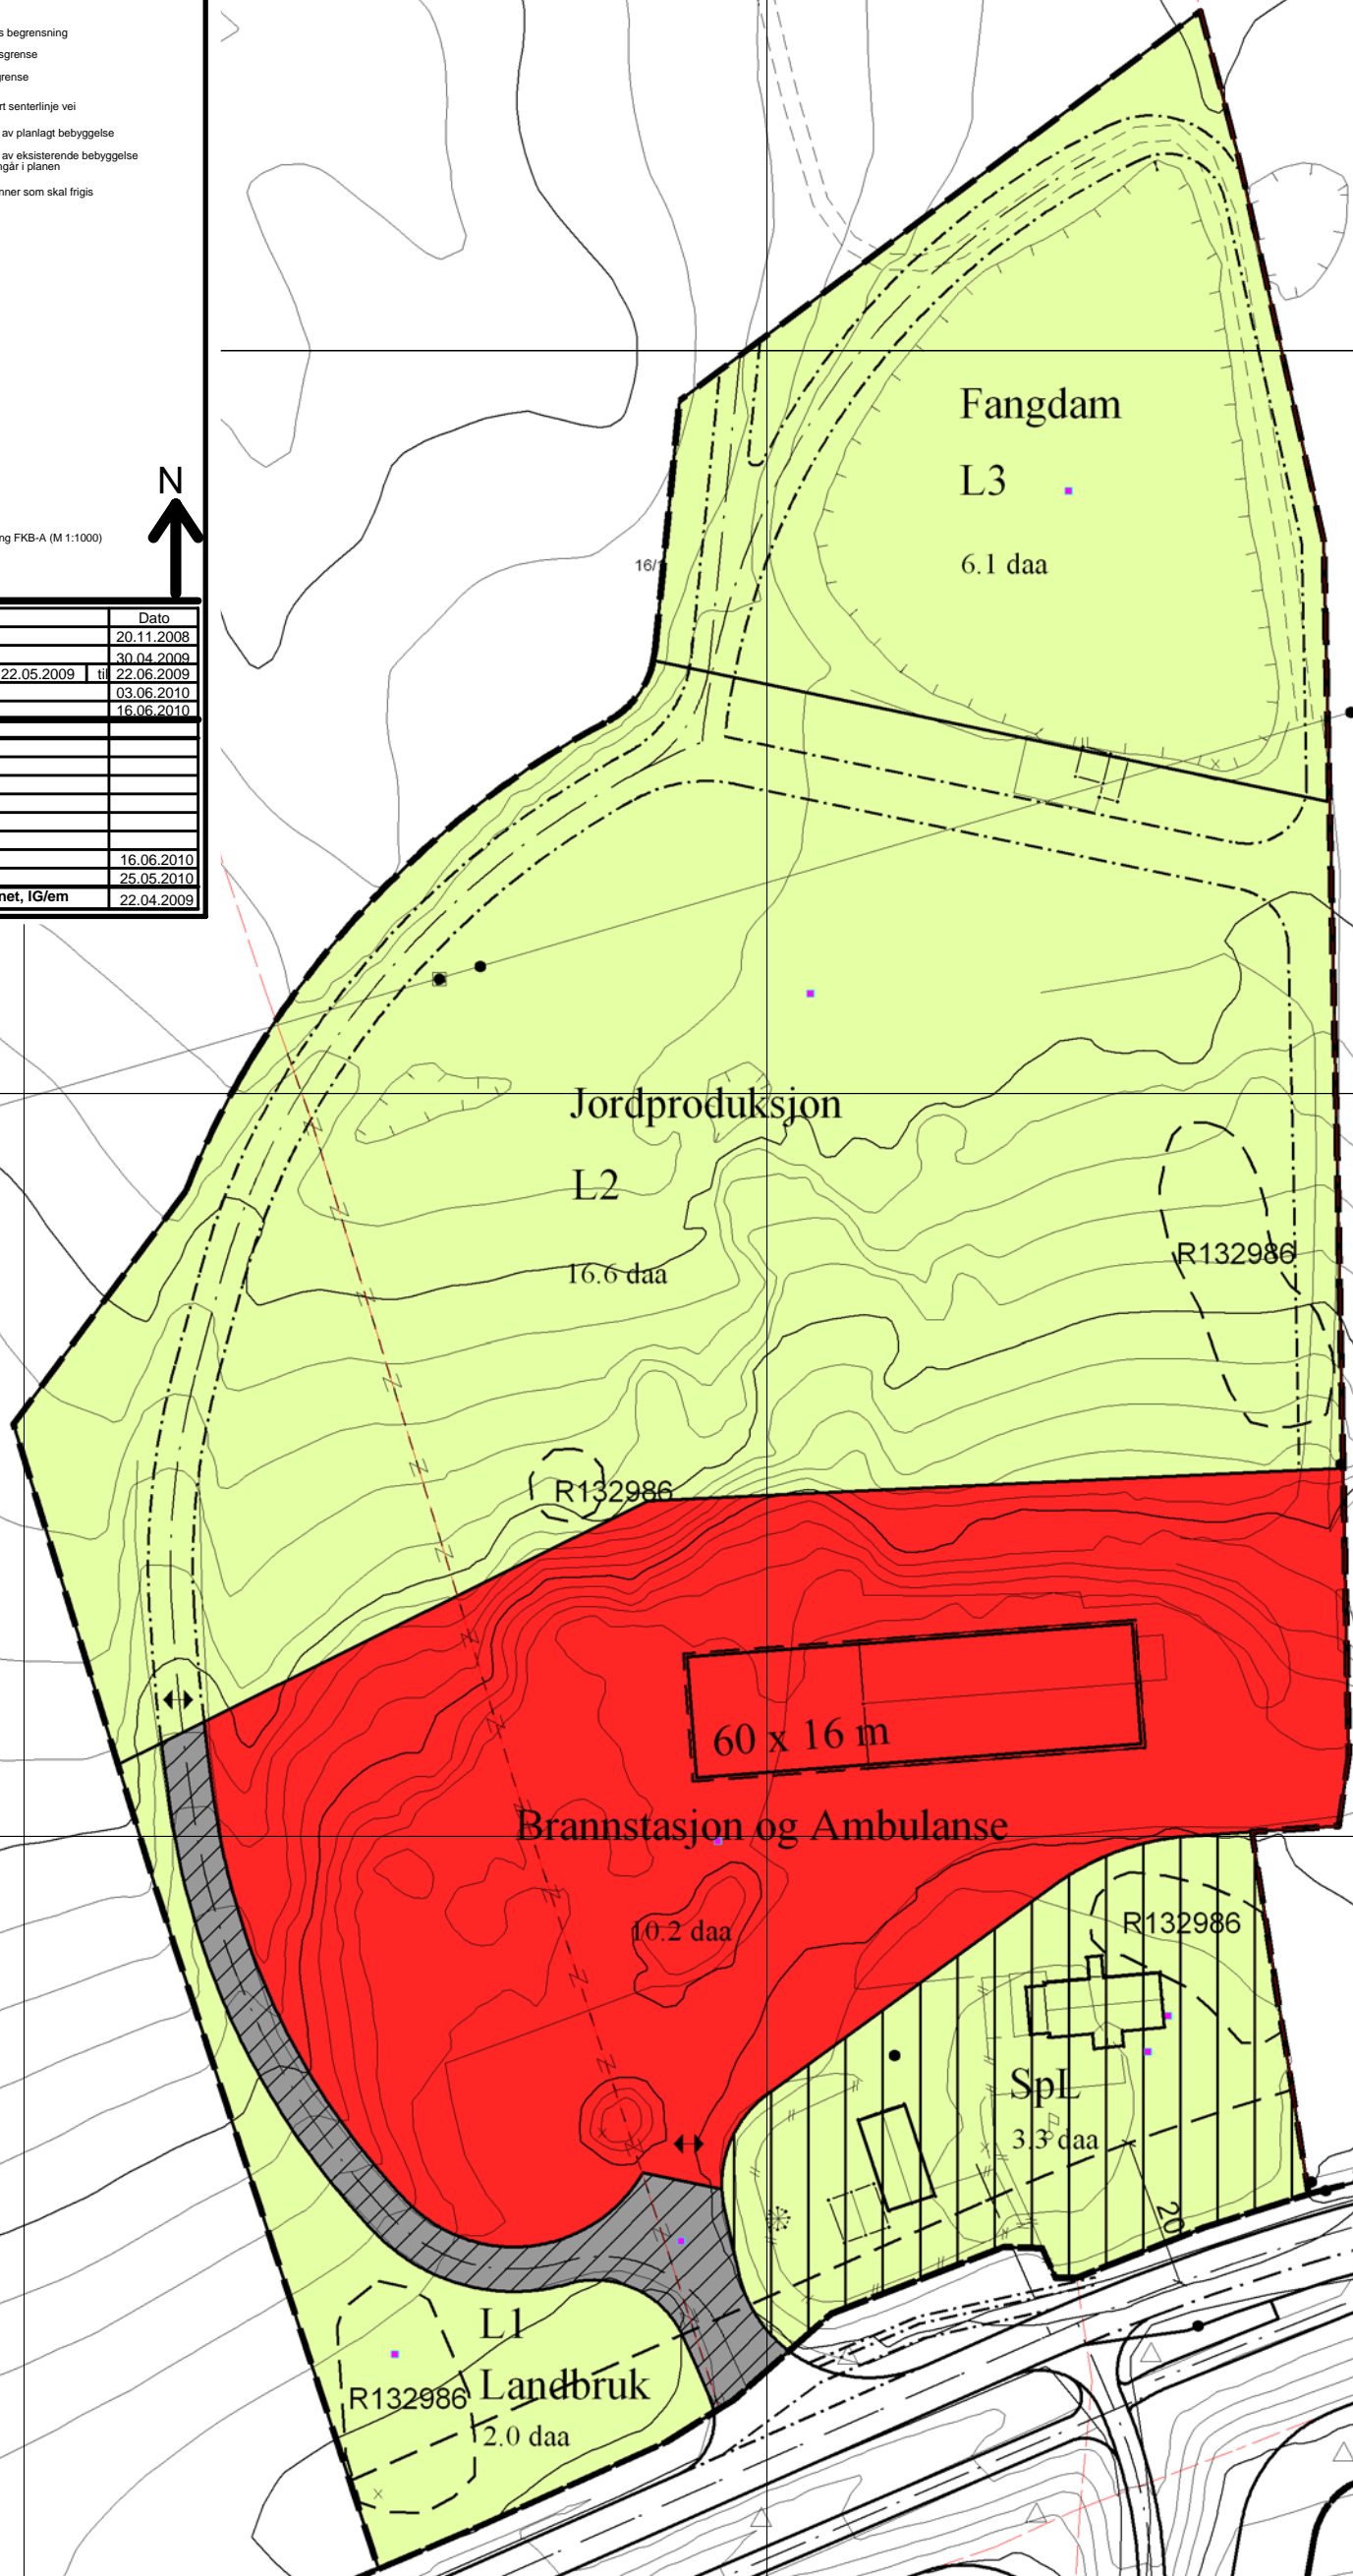 s begrensning
sgrense
grense
rt senterlinje vei
av planlagt bebyggelse
av eksisterende bebyggelse
ngår i planen
nner som skal frigis
N
ng FKB-A (M 1:1000)
Dato
20.11.2008
30.04.2009
22.05.2009 til 22.06.2009
03.06.2010
16.06.2010
16.06.2010
25.05.2010
net, IG/em 22.04.2009
Fangdam
L3
6.1 daa
16/
Jordproduksjon
L2
16.6 daa
R132986
R132986
60 x 16 m
Brannstasjon og Ambulanse
10.2 daa
R132986
SpL
3.3 daa
20
L1
Landbruk
R132986
2.0 daa